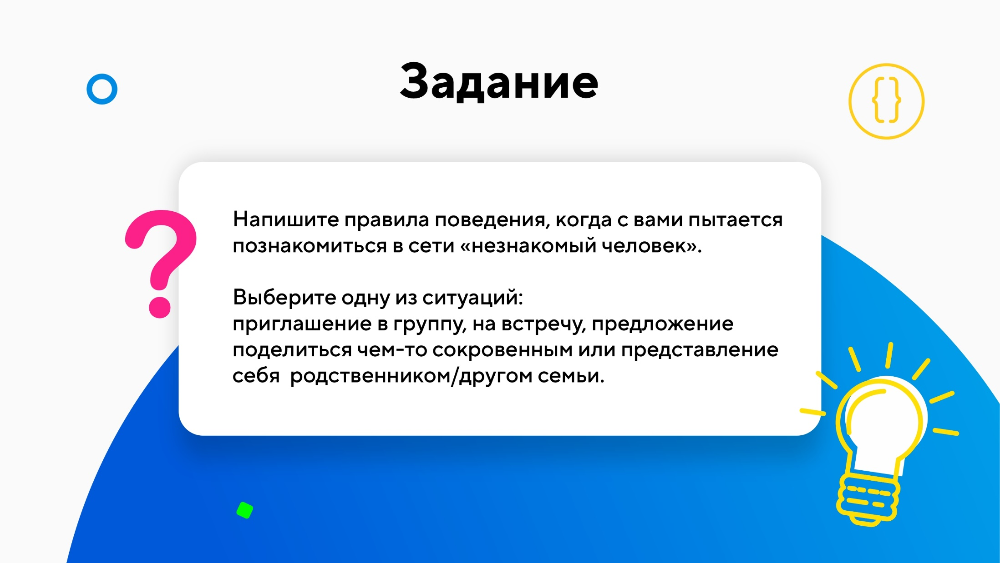 Задание
Напишите правила поведения, когда с вами пытается
познакомиться в сети «незнакомый человек».
Выберите одну из ситуаций:
приглашение в группу, на встречу, предложение
поделиться чем-то сокровенным или представление
себя  родственником/другом семьи.